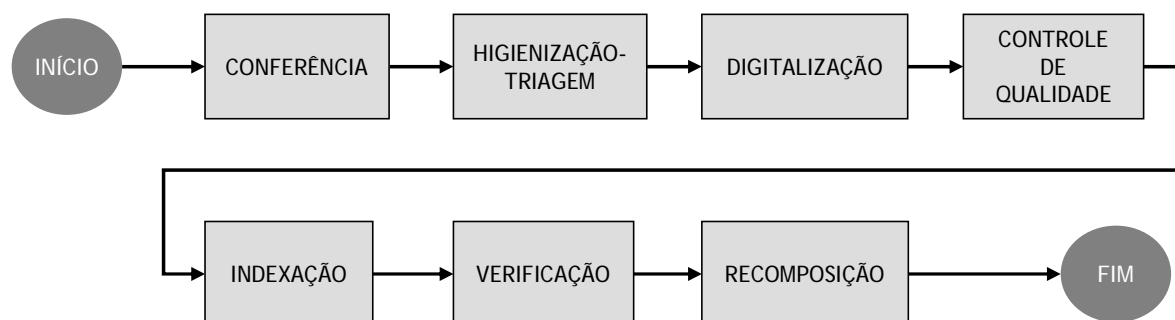 INÍCIO
CONFERÊNCIA
HIGIENIZAÇÃO-
TRIAGEM
DIGITALIZAÇÃO
CONTROLE
DE
QUALIDADE
INDEXAÇÃO
VERIFICAÇÃO
RECOMPOSIÇÃO
FIM